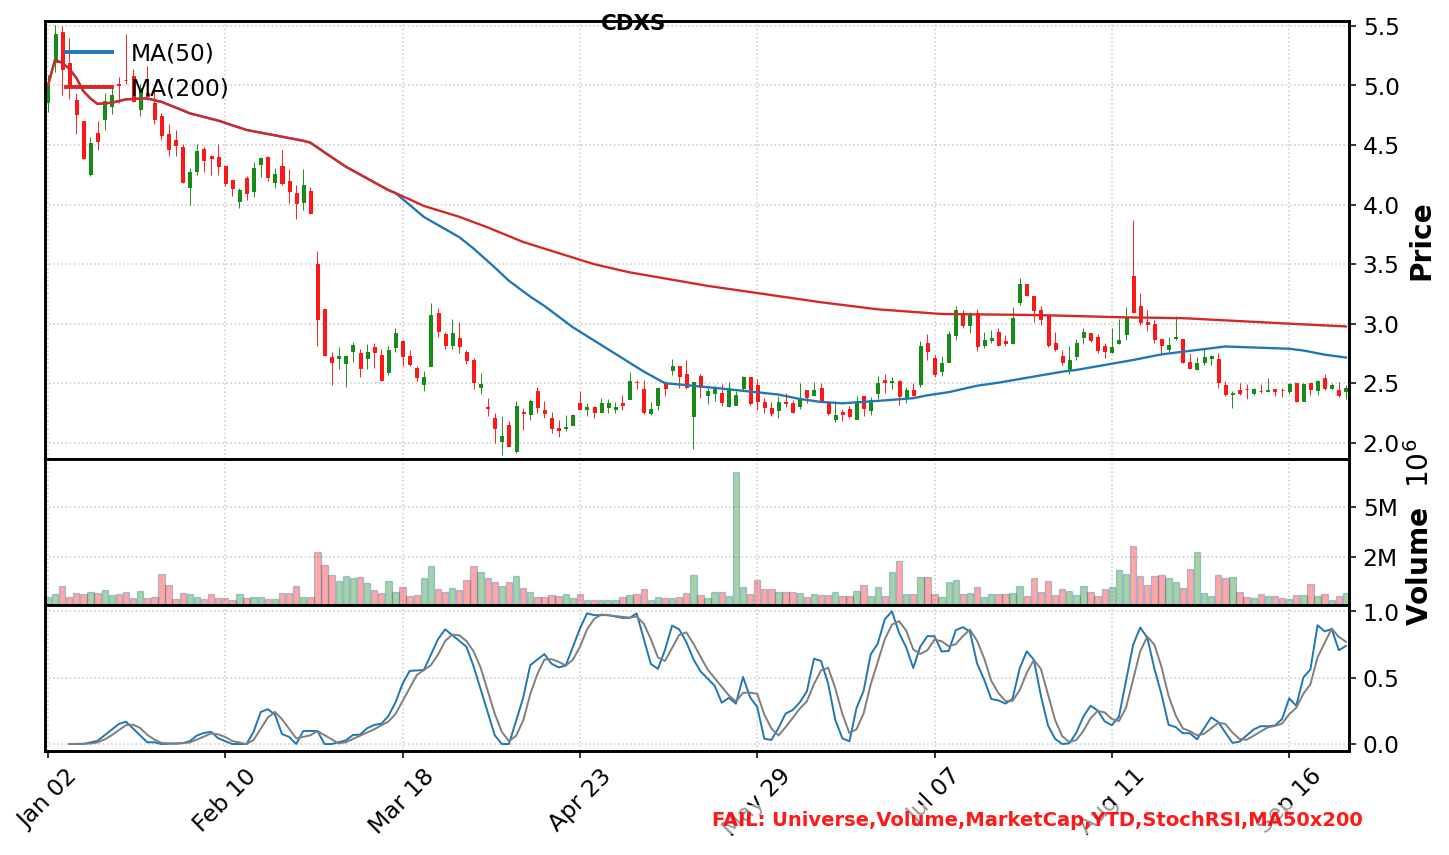 CDXS
MA(50)
MA(200)
5.5
5.0
4.5
4.0
3.5
3.0
2.5
2.0
Price
10⁶
5M
2M
Volume
1.0
0.5
0.0
Jan 02
Feb 10
Mar 18
Apr 23
May 29
Jul 07
Aug 11
Sep 16
FAIL: Universe,Volume,MarketCap,YTD,StochRSI,MA50x200